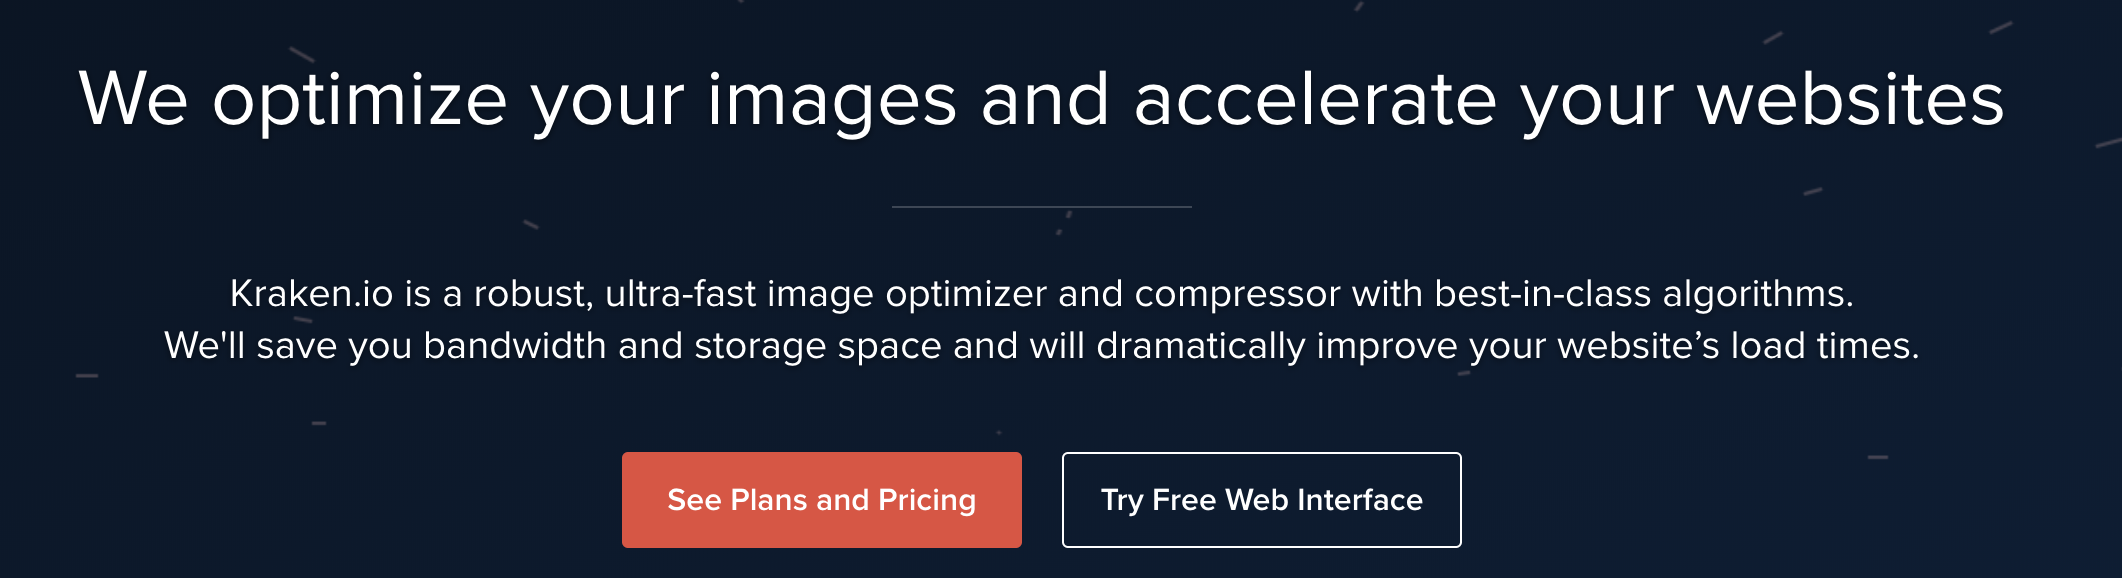 We optimize your images and accelerate your websites
Kraken.io is a robust, ultra-fast image optimizer and compressor with best-in-class algorithms.
We'll save you bandwidth and storage space and will dramatically improve your website’s load times.
See Plans and Pricing
Try Free Web Interface